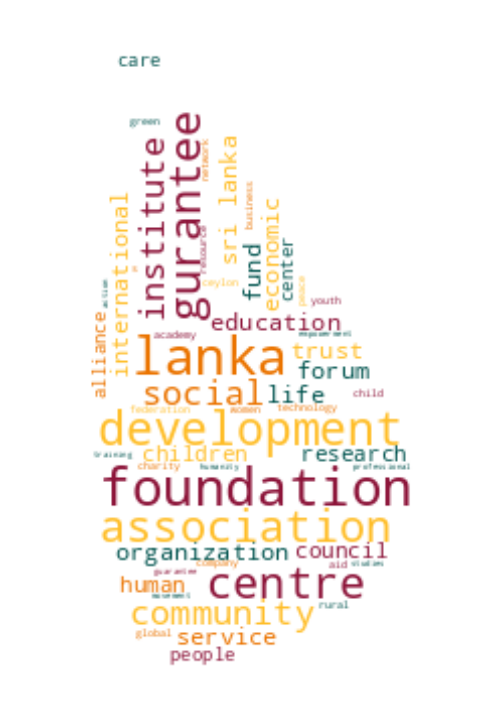 care
green
gurantee
institute
network
sri lanka
business
international
economic
resource
fund
center
ceylon
peace
action
youth
alliance
education
academy
empowerment
lanka
trust
forum
social
life
child
federation
women
technology
development
children
research
training
charity
humanity
professional
foundation
association
organization
council
company
aid
studies
guarantee
human
centre
movement
community
rural
global
service
people